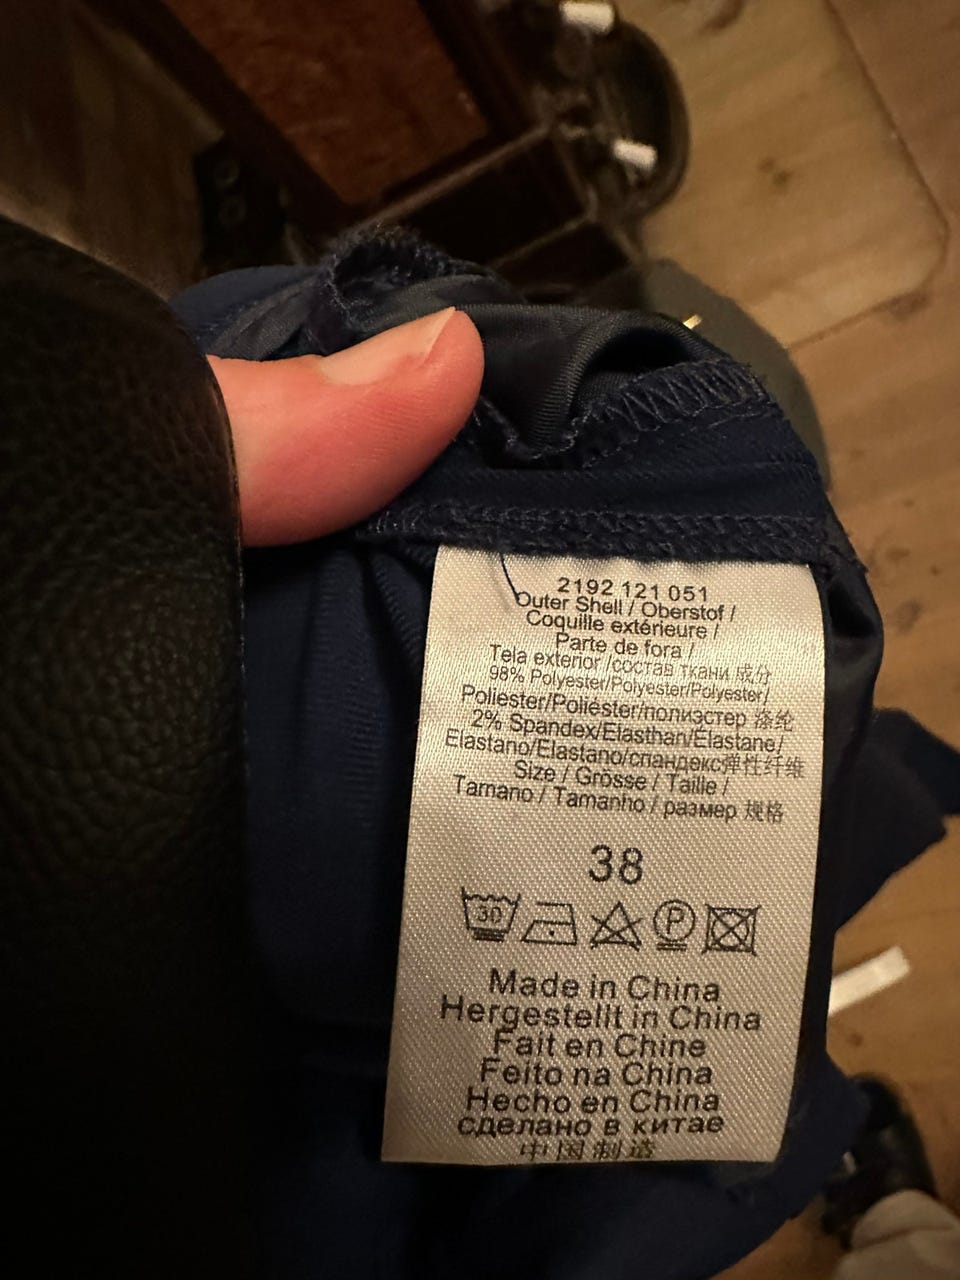 2192 121 051
Outer Shell / Oberstof /
Coquille extérieure /
Parte de fora /
Tela exterior /состав ткани 成分
98% Polyester/Polyester/Polyester/
Poliester/Poliéster/полиэстер 涤纶
2% Spandex/Elasthan/Élastane/
Elastano/Elastano/спандекс弹性纤维
Size / Grösse / Taille /
Tamano / Tamanho / размер 规格
38
30
P
Made in China
Hergestellt in China
Fait en Chine
Feito na China
Hecho en China
сделано в китае
中国制造